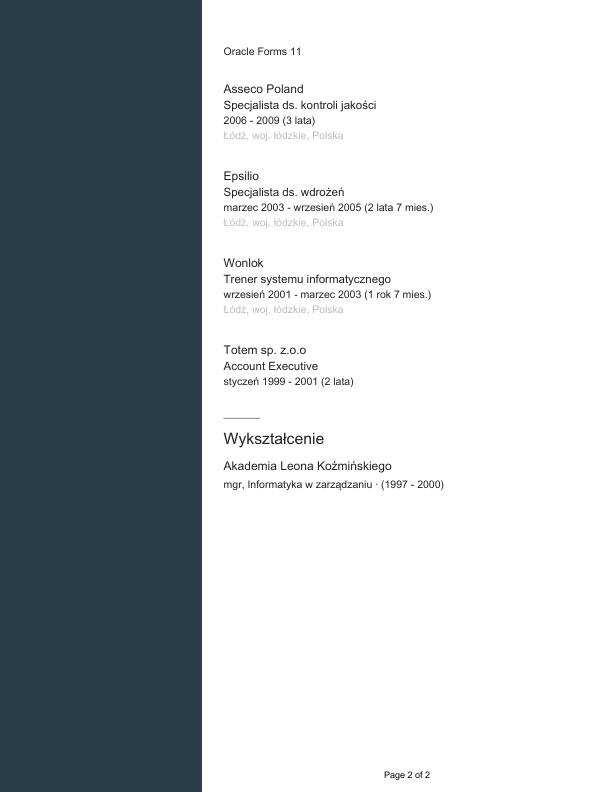 Oracle Forms 11
Asseco Poland
Specjalista ds. kontroli jakości
2006 - 2009 (3 lata)
Łódź, woj. łódzkie, Polska
Epsilio
Specjalista ds. wdrożeń
marzec 2003 - wrzesień 2005 (2 lata 7 mies.)
Łódź, woj. łódzkie, Polska
Wonlok
Trener systemu informatycznego
wrzesień 2001 - marzec 2003 (1 rok 7 mies.)
Łódź, woj. łódzkie, Polska
Totem sp. z.o.o
Account Executive
styczeń 1999 - 2001 (2 lata)
Wykształcenie
Akademia Leona Koźmińskiego
mgr, Informatyka w zarządzaniu · (1997 - 2000)
Page 2 of 2